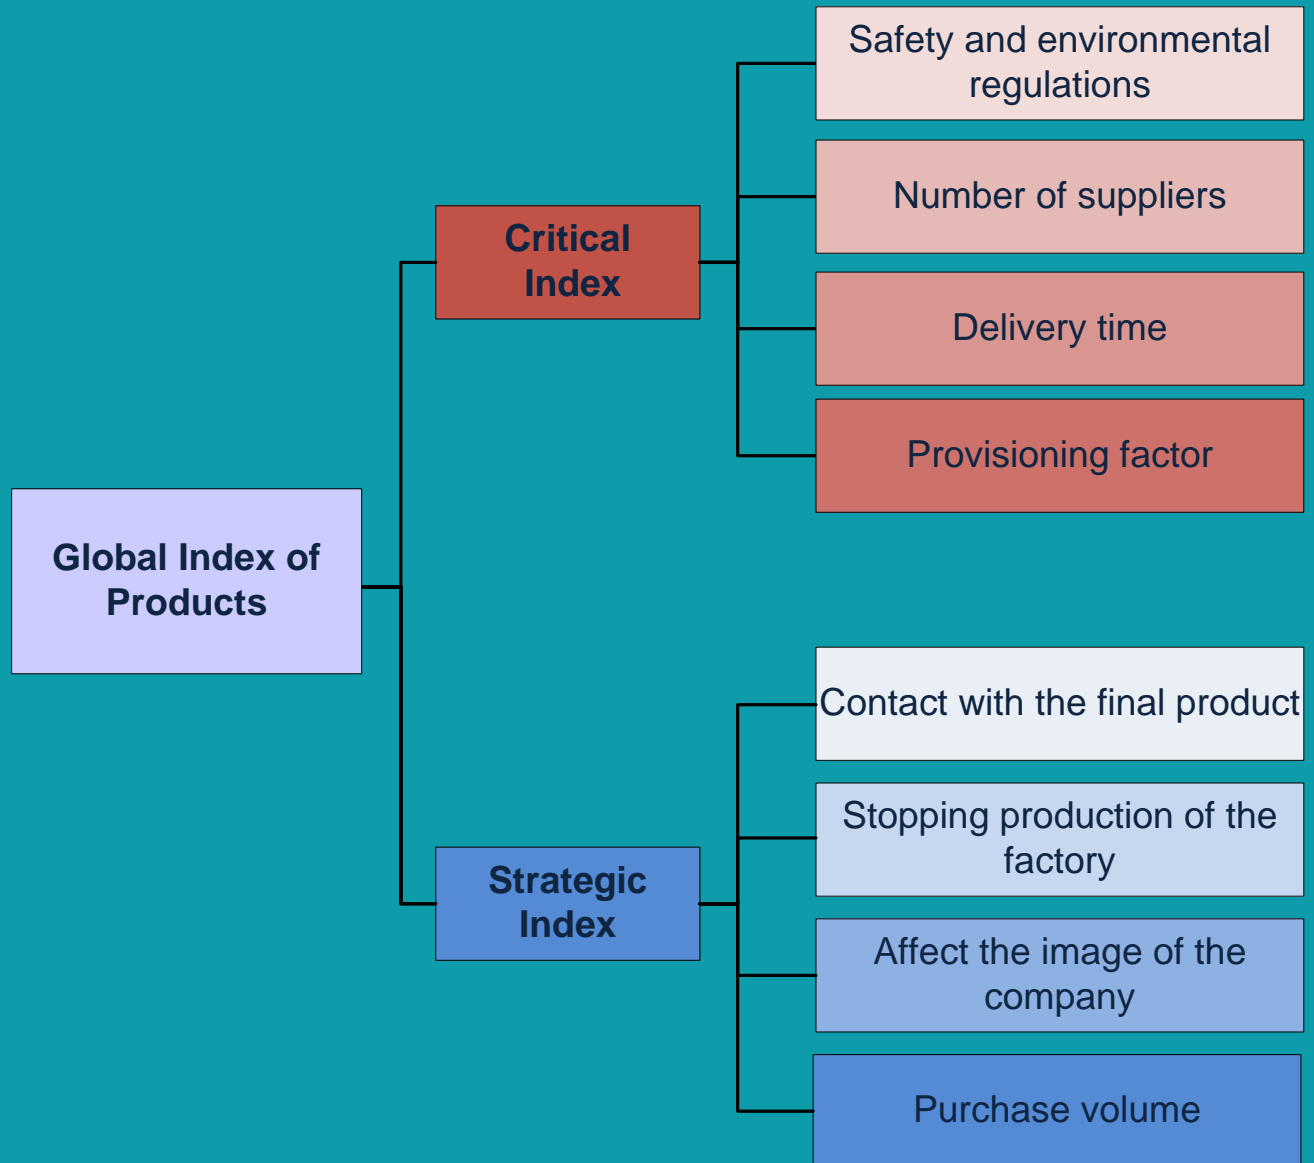 Safety and environmental
regulations
Number of suppliers
Critical
Index
Delivery time
Provisioning factor
Global Index of
Products
Contact with the final product
Stopping production of the
factory
Strategic
Index
Affect the image of the
company
Purchase volume